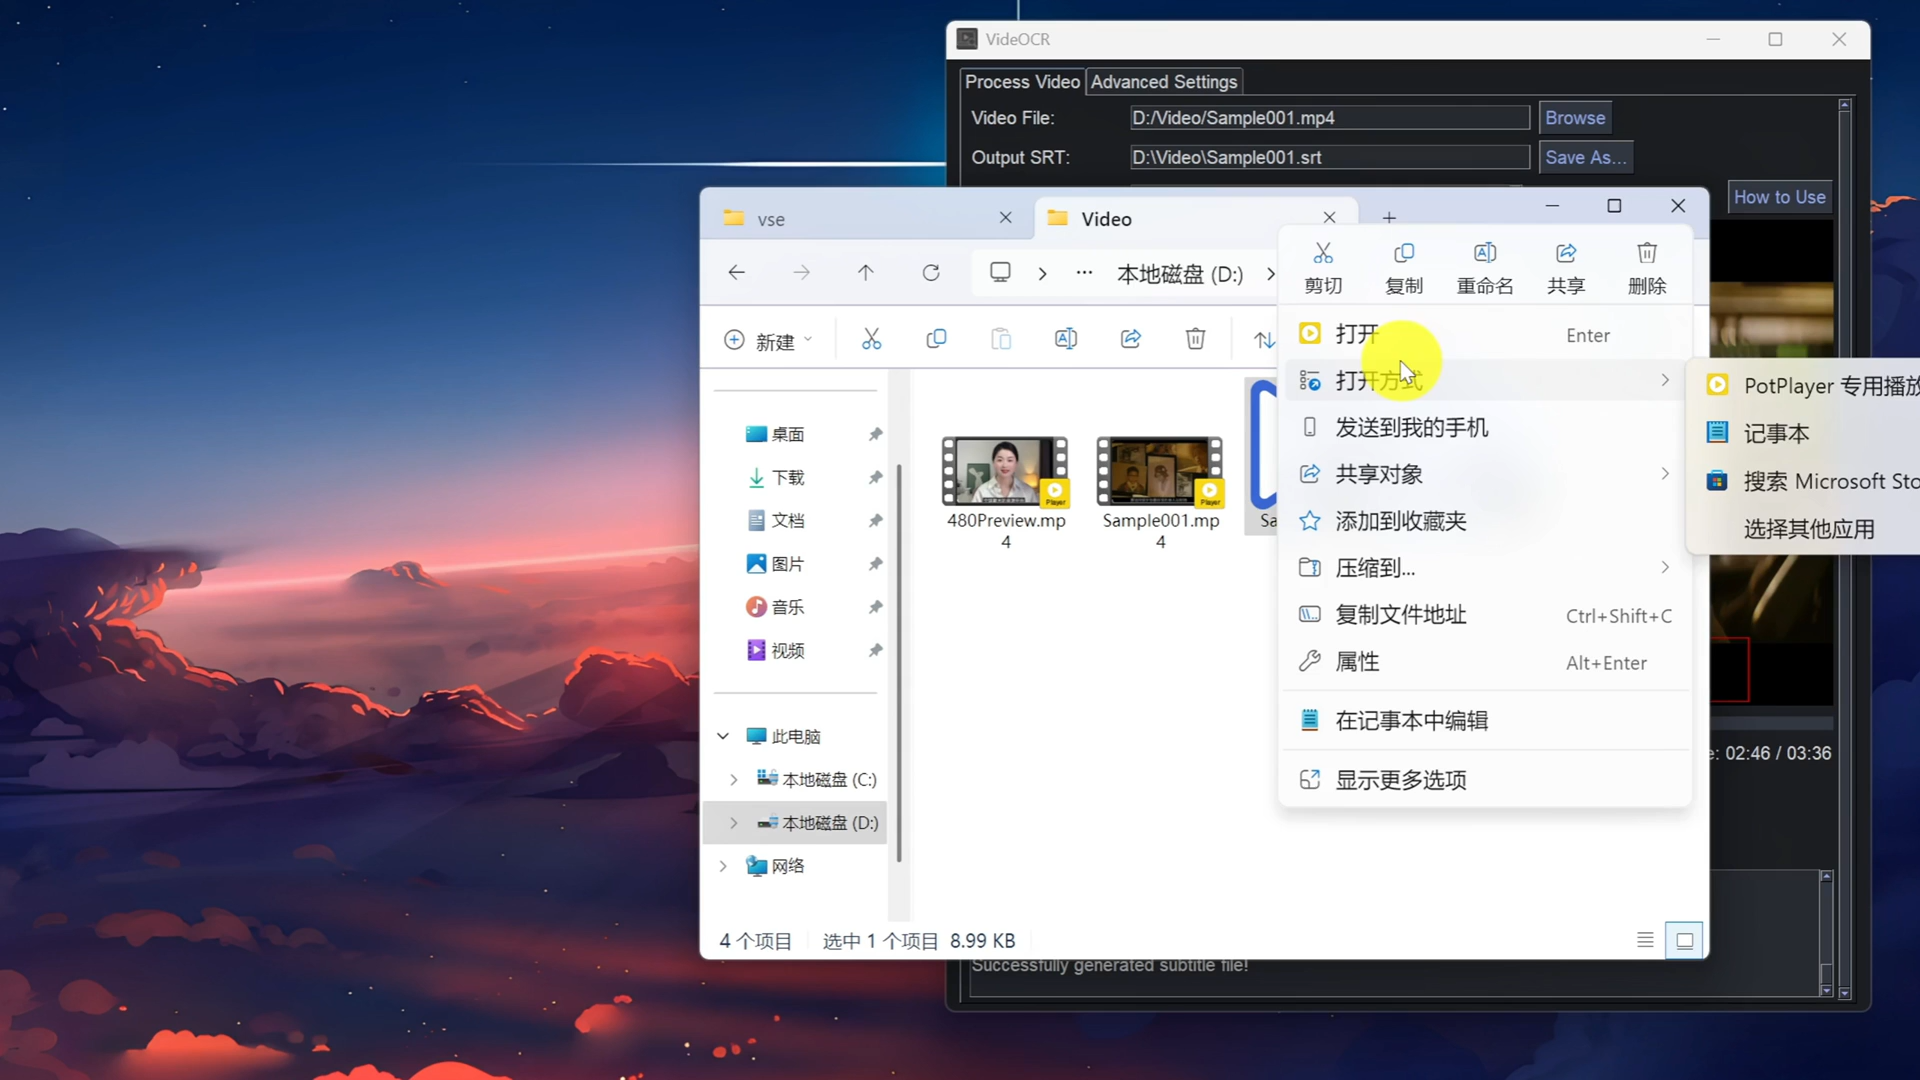 VideOCR
Process Video
Advanced Settings
Video File:
D:/Video/Sample001.mp4
Browse
Output SRT:
D:\Video\Sample001.srt
Save As...
How to Use
vse
Video
本地磁盘 (D:)
新建
剪切
复制
重命名
共享
删除
打开
Enter
打开方式
发送到我的手机
共享对象
添加到收藏夹
压缩到...
复制文件地址
Ctrl+Shift+C
属性
Alt+Enter
在记事本中编辑
显示更多选项
PotPlayer 专用播放
记事本
搜索 Microsoft Sto
选择其他应用
桌面
下载
文档
图片
音乐
视频
此电脑
本地磁盘 (C:)
本地磁盘 (D:)
网络
480Preview.mp
4
Sample001.mp
4
Sa
e: 02:46 / 03:36
4 个项目
选中 1 个项目 8.99 KB
Successfully generated subtitle file!